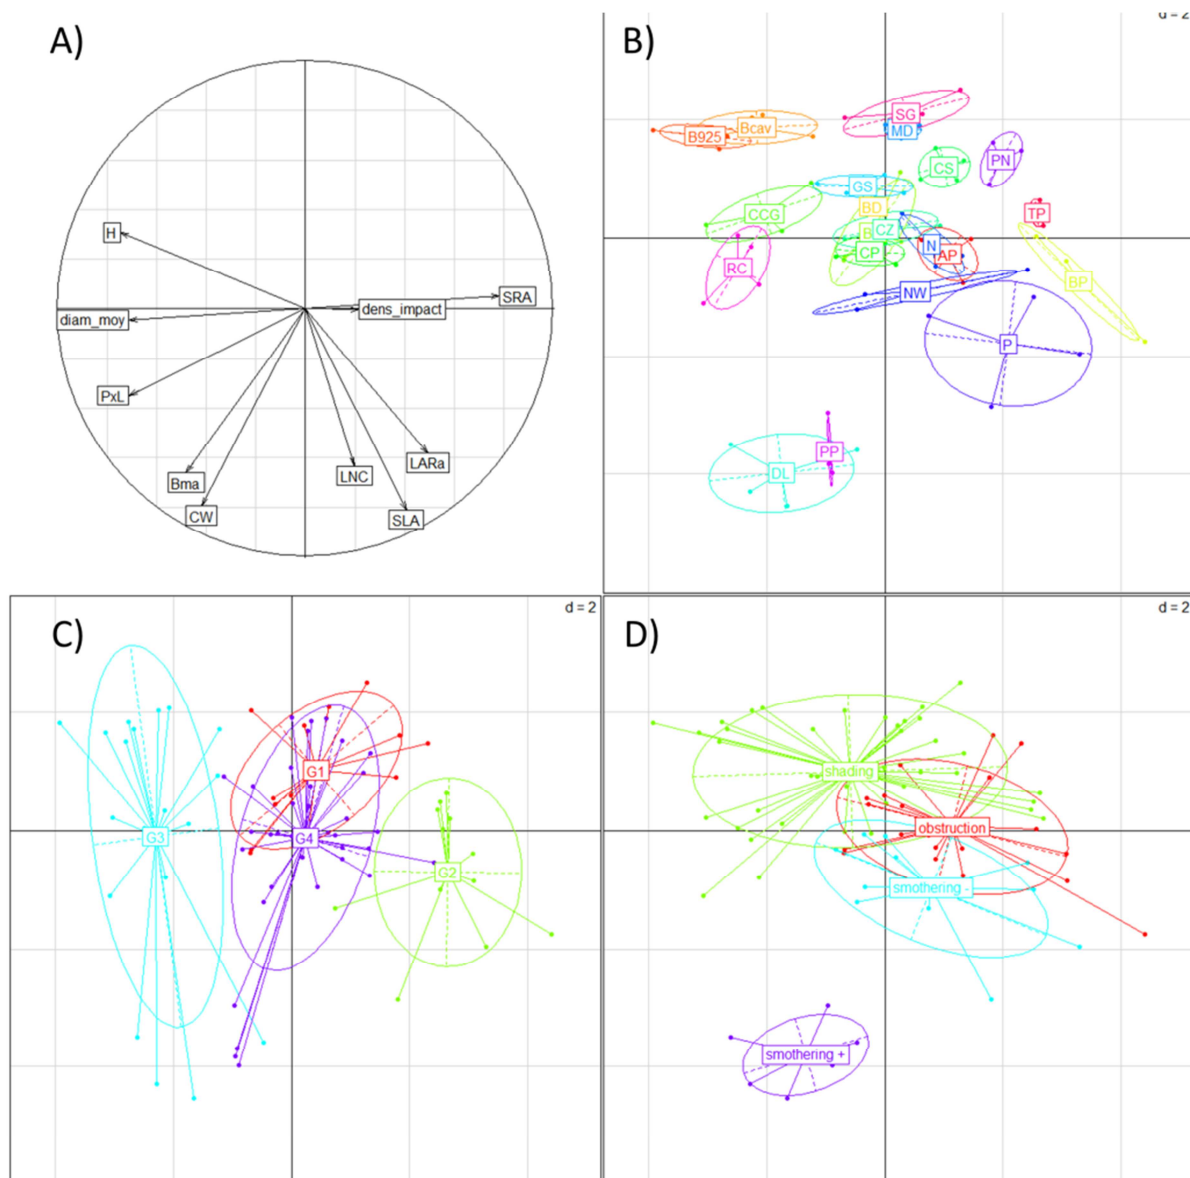 A)
H
diam_moy
PxL
Bma
CW
LNC
SLA
LARa
dens_impact
SRA
B)
d = 2
SG
MD
Bcav
B925
CS
PN
GS
BD
CCG
CZ
TP
RC
CP
N
AP
BP
NW
P
PP
DL
C)
d = 2
G1
G4
G3
G2
D)
d = 2
shading
obstruction
smothering -
smothering +